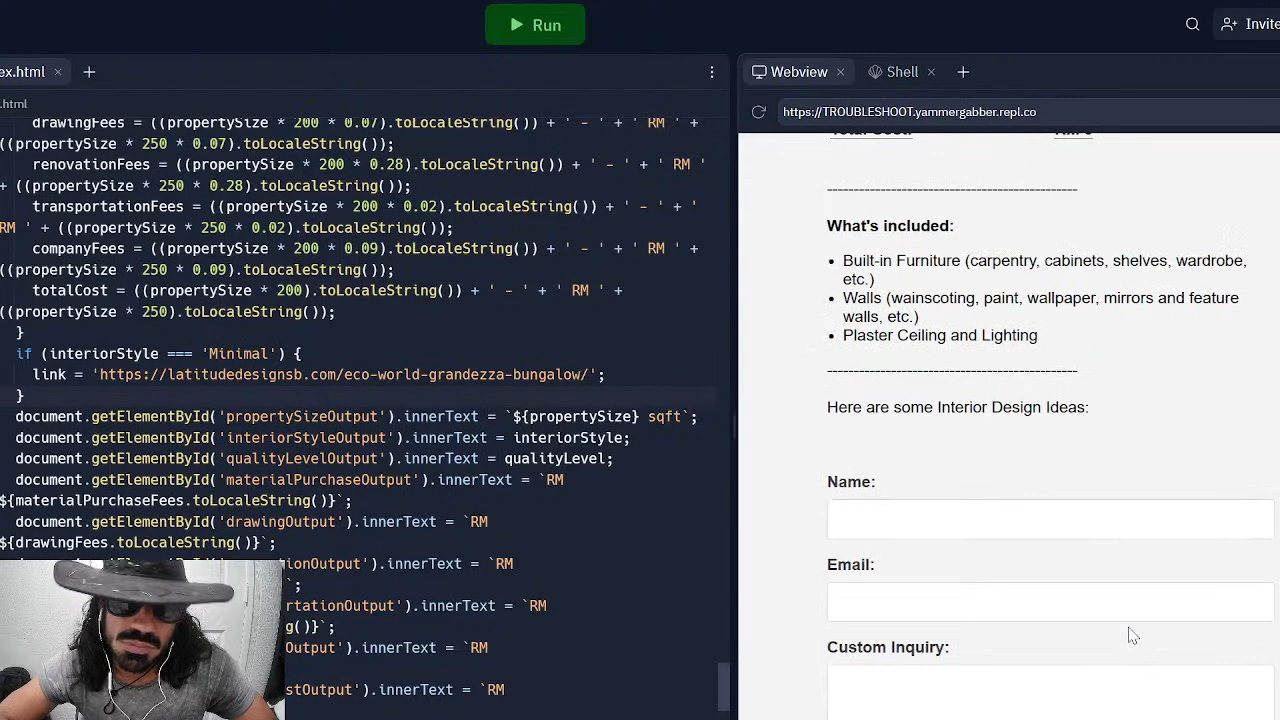 Run
Invite
ex.html
Webview
Shell
.html
https://TROUBLESHOOT.yammergabber.repl.co
drawingFees = ((propertySize * 200 * 0.07).toLocaleString()) + ' - ' + ' RM ' +
((propertySize * 250 * 0.07).toLocaleString());
renovationFees = ((propertySize * 200 * 0.28).toLocaleString()) + ' - ' + ' RM '
+ ((propertySize * 250 * 0.28).toLocaleString());
transportationFees = ((propertySize * 200 * 0.02).toLocaleString()) + ' - ' + '
RM ' + ((propertySize * 250 * 0.02).toLocaleString());
companyFees = ((propertySize * 200 * 0.09).toLocaleString()) + ' - ' + ' RM ' +
((propertySize * 250 * 0.09).toLocaleString());
totalCost = ((propertySize * 200).toLocaleString()) + ' - ' + ' RM ' +
((propertySize * 250).toLocaleString());
}
if (interiorStyle === 'Minimal') {
link = 'https://latitudedesignsb.com/eco-world-grandezza-bungalow/';
}
document.getElementById('propertySizeOutput').innerText = `${propertySize} sqft`;
document.getElementById('interiorStyleOutput').innerText = interiorStyle;
document.getElementById('qualityLevelOutput').innerText = qualityLevel;
document.getElementById('materialPurchaseOutput').innerText = `RM
${materialPurchaseFees.toLocaleString()}`;
document.getElementById('drawingOutput').innerText = `RM
${drawingFees.toLocaleString()}`;
ionOutput').innerText = `RM
`;
rtationOutput').innerText = `RM
ng()}`;
Output').innerText = `RM
`;
stOutput').innerText = `RM
Total Cost:
---------------------------------------------
What's included:
• Built-in Furniture (carpentry, cabinets, shelves, wardrobe,
etc.)
• Walls (wainscoting, paint, wallpaper, mirrors and feature
walls, etc.)
• Plaster Ceiling and Lighting
---------------------------------------------
Here are some Interior Design Ideas:
Name:
Email:
Custom Inquiry: